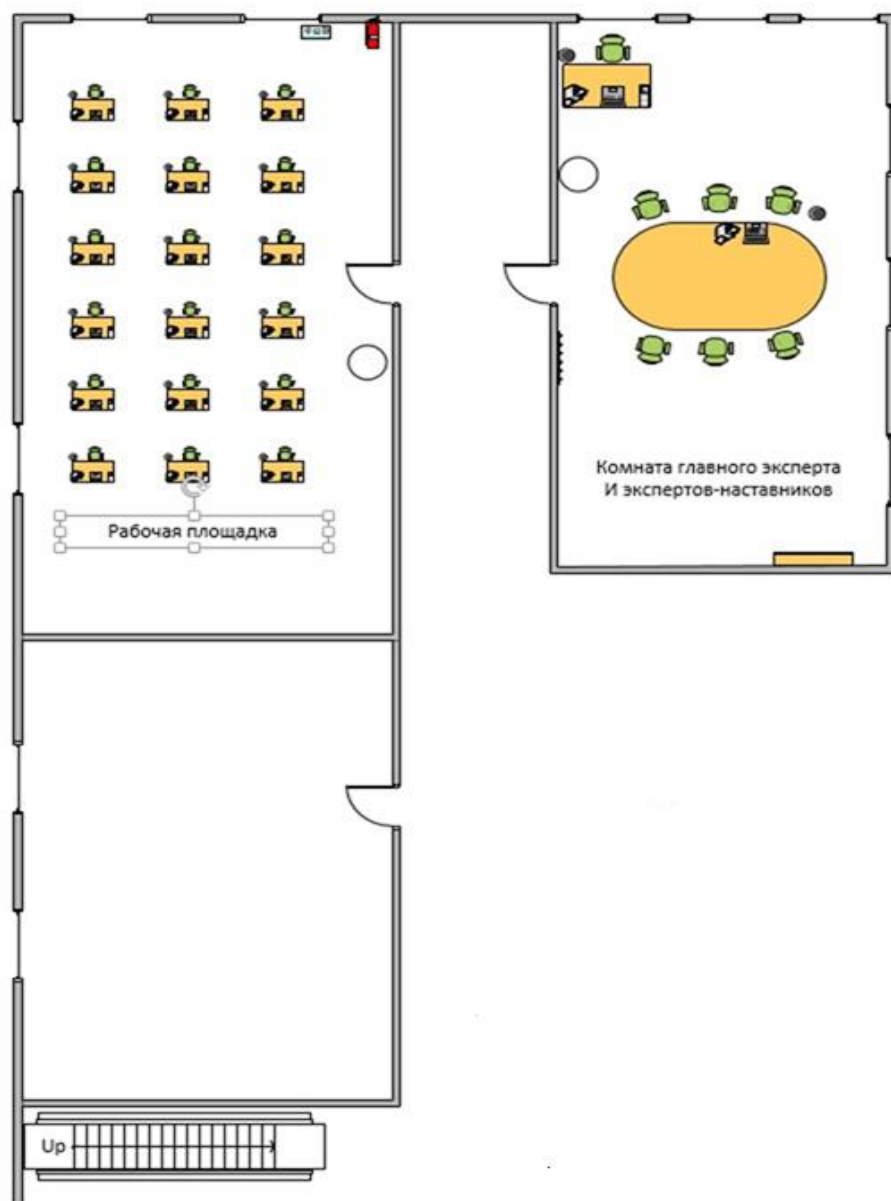 Рабочая площадка
Комната главного эксперта
И экспертов-наставников
Up